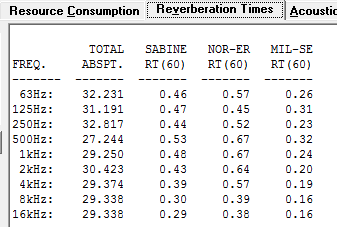 Resource Consumption Reverberation Times Acousti
TOTAL SABINE NOR-ER MIL-SE
FREQ. ABSPT. RT(60) RT(60) RT(60)
------- ------- ------- ------- -------
63Hz: 32.231 0.46 0.57 0.26
125Hz: 31.191 0.47 0.45 0.31
250Hz: 32.817 0.44 0.52 0.23
500Hz: 27.244 0.53 0.67 0.32
1kHz: 29.250 0.48 0.67 0.24
2kHz: 30.423 0.43 0.64 0.20
4kHz: 29.374 0.39 0.57 0.19
8kHz: 29.338 0.30 0.39 0.16
16kHz: 29.338 0.29 0.38 0.16